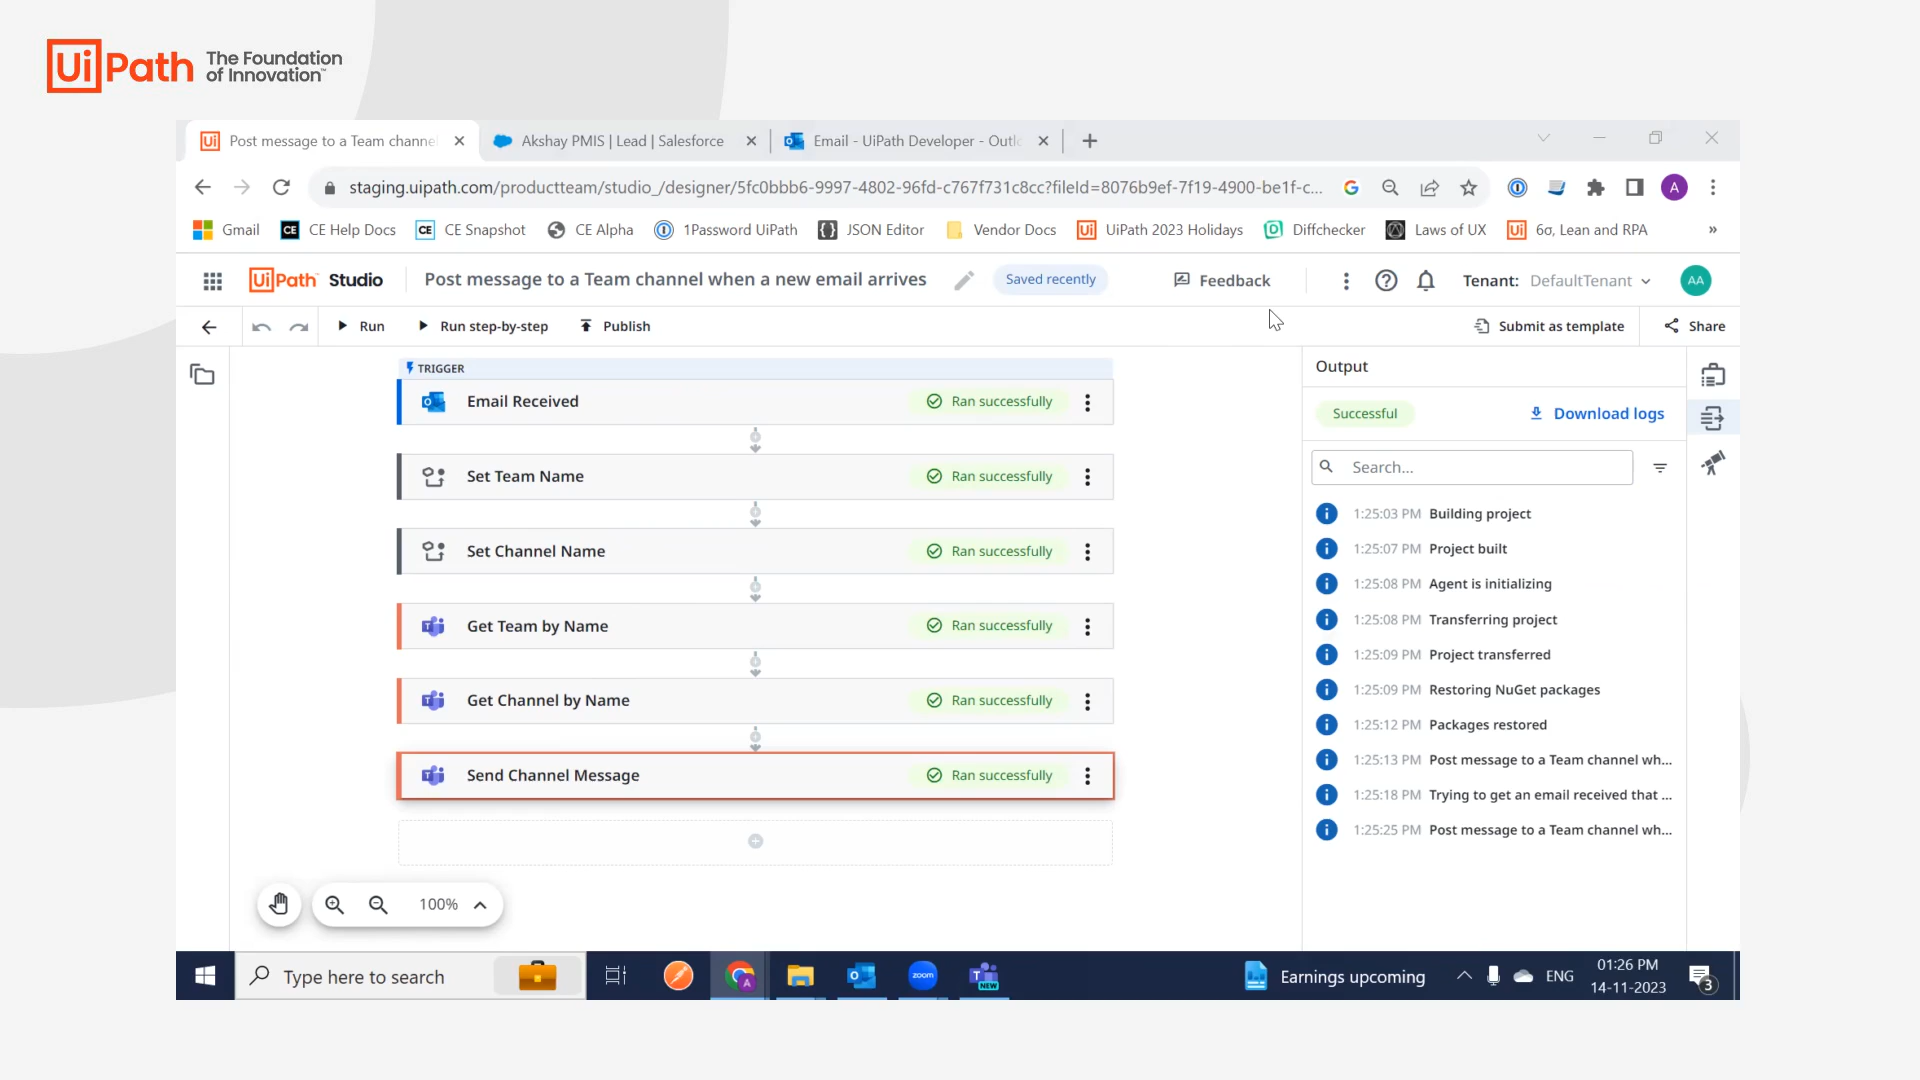 UiPath The Foundation of Innovation™
Post message to a Team channel
Akshay PMIS | Lead | Salesforce
Email - UiPath Developer - Outlo
staging.uipath.com/productteam/studio_/designer/5fc0bbb6-9997-4802-96fd-c767f731c8cc?fileId=8076b9ef-7f19-4900-be1f-c...
A
Gmail
CE CE Help Docs
CE CE Snapshot
CE Alpha
1Password UiPath
JSON Editor
Vendor Docs
Ui UiPath 2023 Holidays
Diffchecker
Laws of UX
Ui 6σ, Lean and RPA
»
UiPath Studio
Post message to a Team channel when a new email arrives
Saved recently
Feedback
Tenant: DefaultTenant
AA
Run
Run step-by-step
Publish
Submit as template
Share
TRIGGER
Email Received
Ran successfully
Set Team Name
Ran successfully
Set Channel Name
Ran successfully
Get Team by Name
Ran successfully
Get Channel by Name
Ran successfully
Send Channel Message
Ran successfully
100%
Output
Successful
Download logs
Search...
1:25:03 PM Building project
1:25:07 PM Project built
1:25:08 PM Agent is initializing
1:25:08 PM Transferring project
1:25:09 PM Project transferred
1:25:09 PM Restoring NuGet packages
1:25:12 PM Packages restored
1:25:13 PM Post message to a Team channel wh...
1:25:18 PM Trying to get an email received that ...
1:25:25 PM Post message to a Team channel wh...
Type here to search
zoom
NEW
Earnings upcoming
ENG
01:26 PM
14-11-2023
3